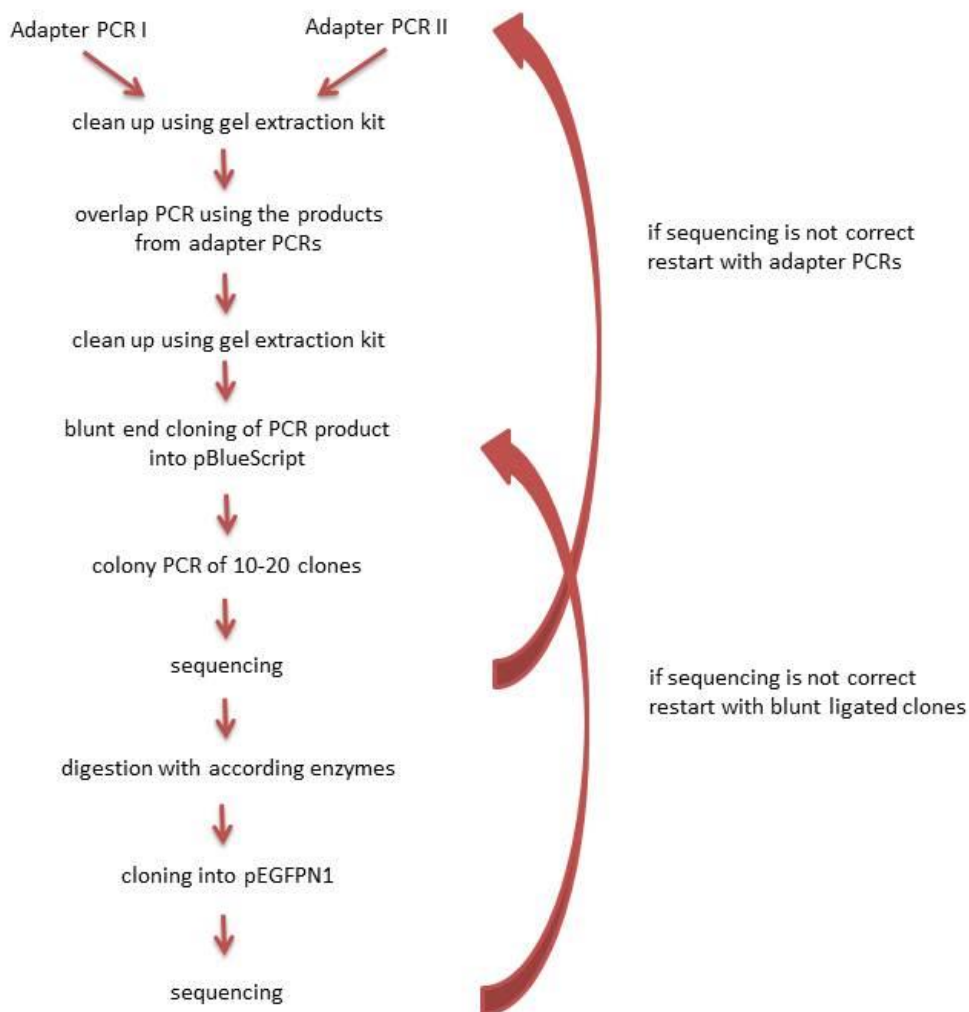 Adapter PCR I
Adapter PCR II
clean up using gel extraction kit
overlap PCR using the products
from adapter PCRs
if sequencing is not correct
restart with adapter PCRs
clean up using gel extraction kit
blunt end cloning of PCR product
into pBlueScript
colony PCR of 10-20 clones
sequencing
if sequencing is not correct
restart with blunt ligated clones
digestion with according enzymes
cloning into pEGFPN1
sequencing